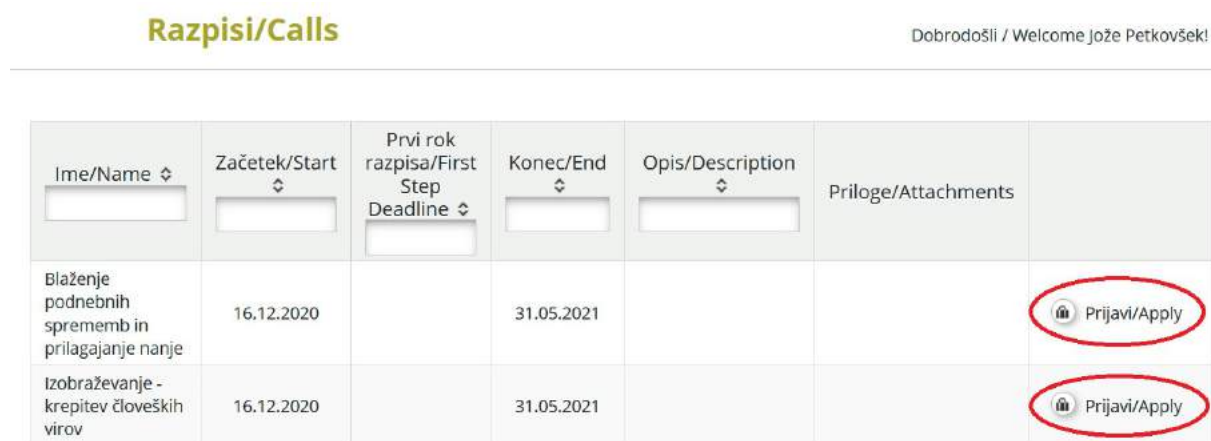 Razpisi/Calls
Dobrodošli / Welcome Jože Petkovšek!
Ime/Name
Začetek/Start
Prvi rok
razpisa/First
Step
Deadline
Konec/End
Opis/Description
Priloge/Attachments
Blaženje
podnebnih
sprememb in
prilagajanje nanje
16.12.2020
31.05.2021
Prijavi/Apply
Izobraževanje -
krepitev človeških
virov
16.12.2020
31.05.2021
Prijavi/Apply